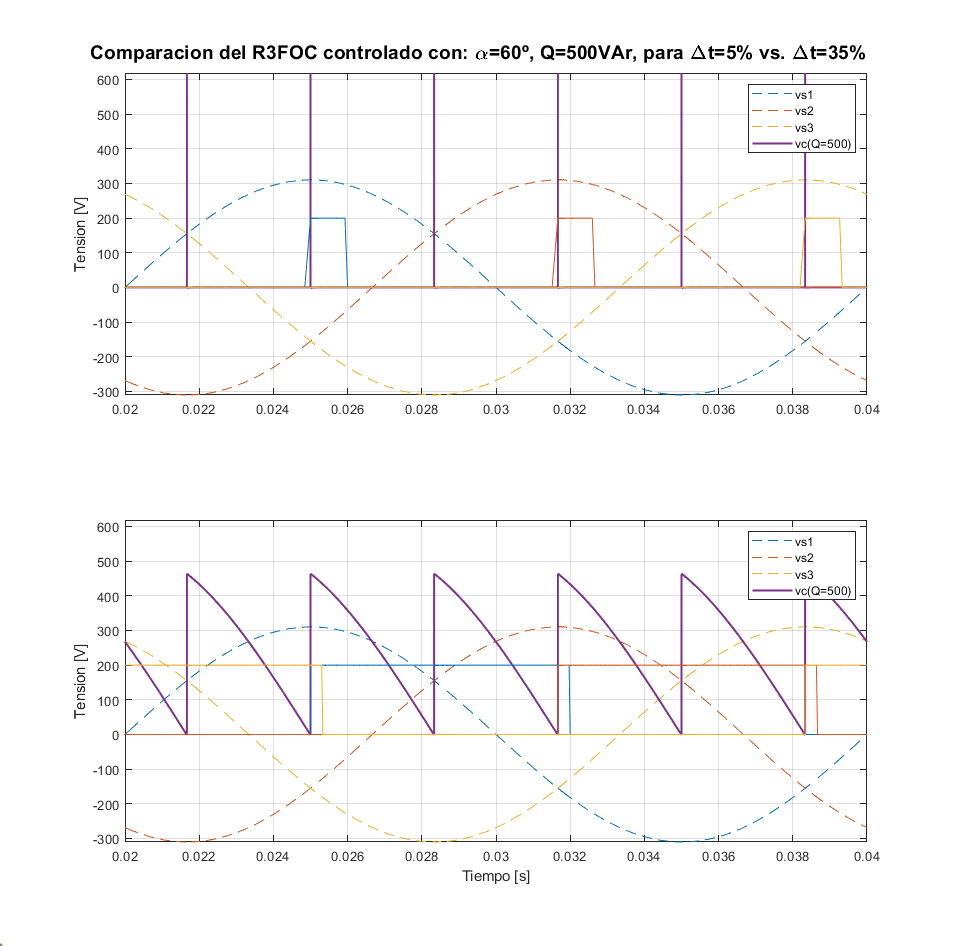 Comparacion del R3FOC controlado con: α=60º, Q=500VAr, para Δt=5% vs. Δt=35%
600
500
400
300
200
100
0
-100
-200
-300
Tension [V]
vs1
vs2
vs3
vc(Q=500)
0.02 0.022 0.024 0.026 0.028 0.03 0.032 0.034 0.036 0.038 0.04
600
500
400
300
200
100
0
-100
-200
-300
Tension [V]
vs1
vs2
vs3
vc(Q=500)
0.02 0.022 0.024 0.026 0.028 0.03 0.032 0.034 0.036 0.038 0.04
Tiempo [s]